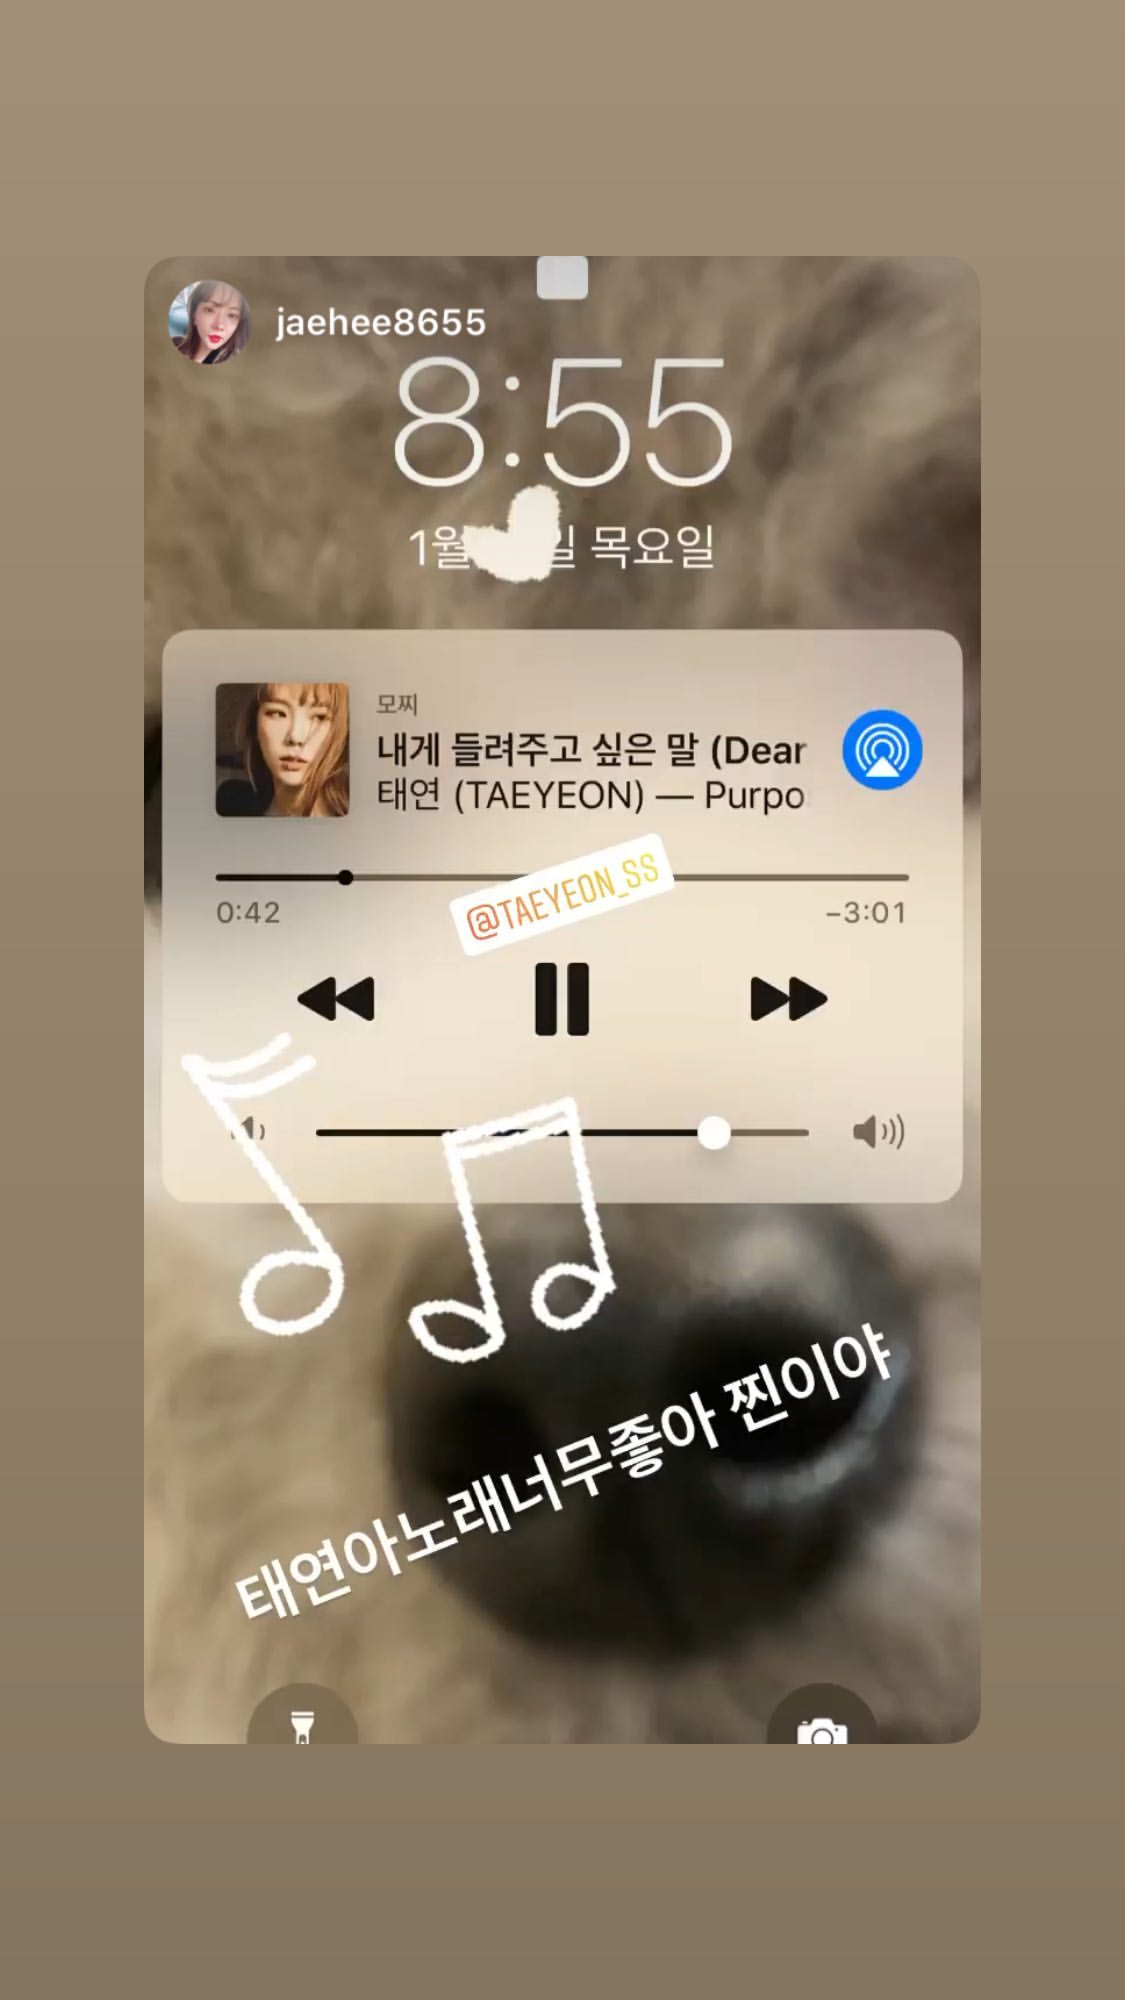 jaehee8655
8:55
1월 일 목요일
모찌
내게 들려주고 싶은 말 (Dear
태연 (TAEYEON) — Purpo
@TAEYEON_SS
0:42
-3:01
태연아노래너무좋아 찐이야